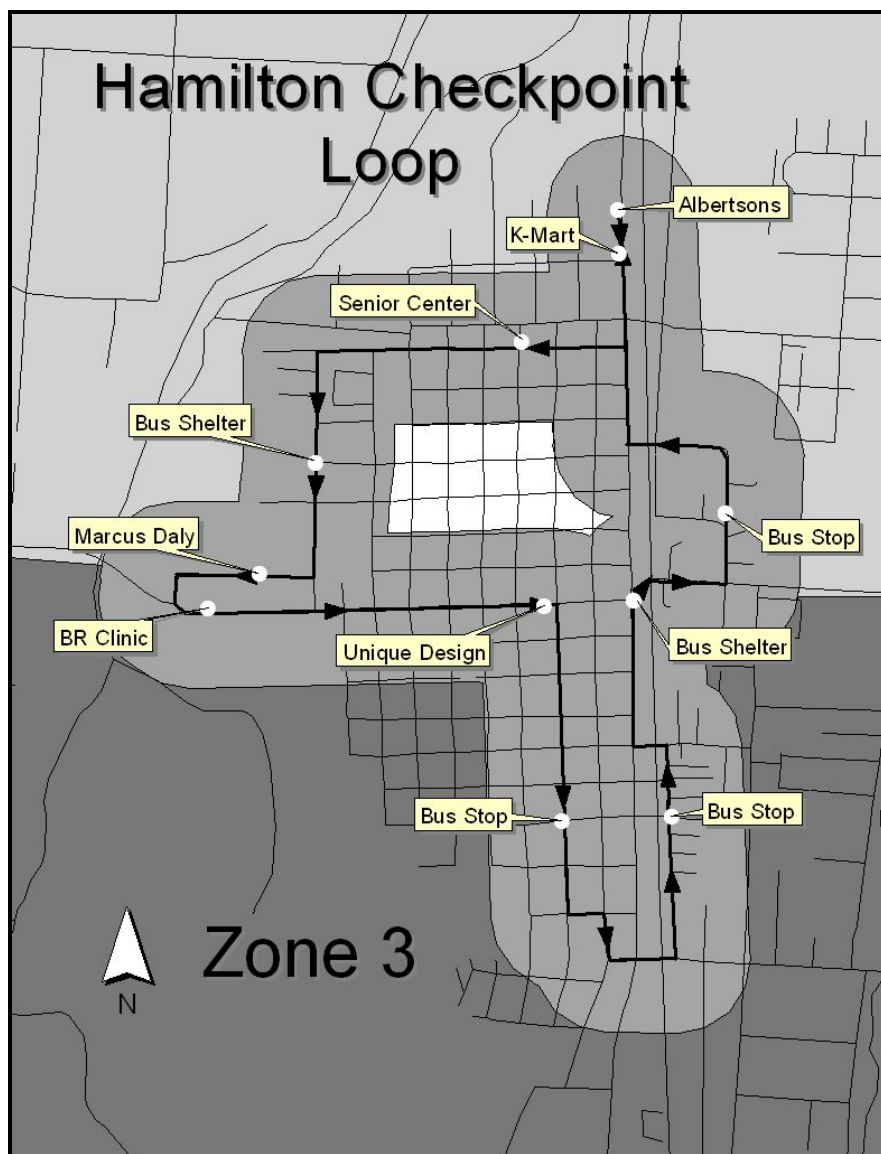 Hamilton Checkpoint
Loop
Albertsons
K-Mart
Senior Center
Bus Shelter
Bus Stop
Marcus Daly
BR Clinic
Unique Design
Bus Shelter
Bus Stop
Bus Stop
Zone 3
N